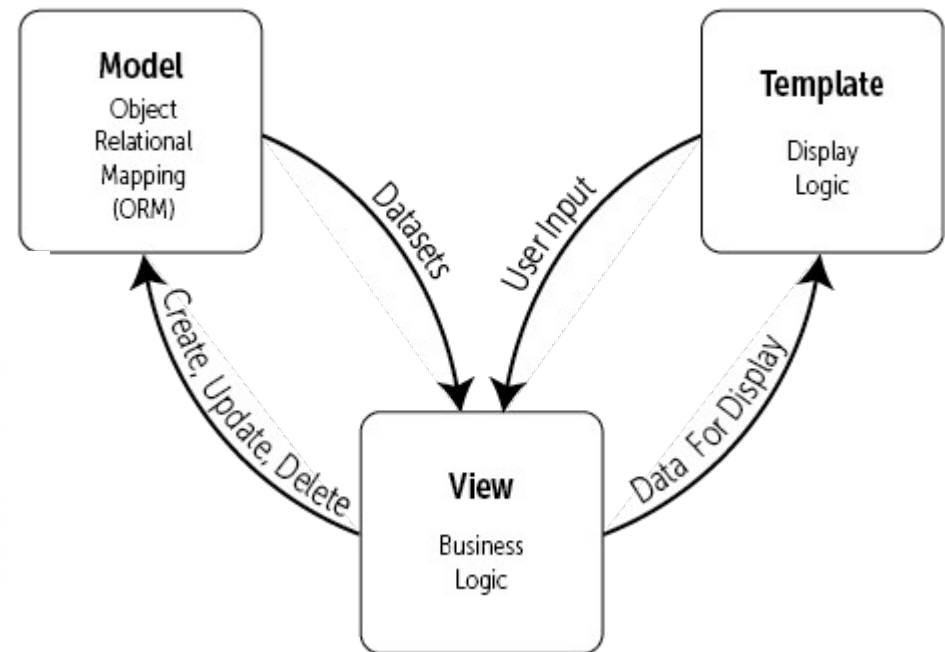 Model
Object
Relational
Mapping
(ORM)
Template
Display
Logic
Datasets
User Input
Create, Update, Delete
Data For Display
View
Business
Logic